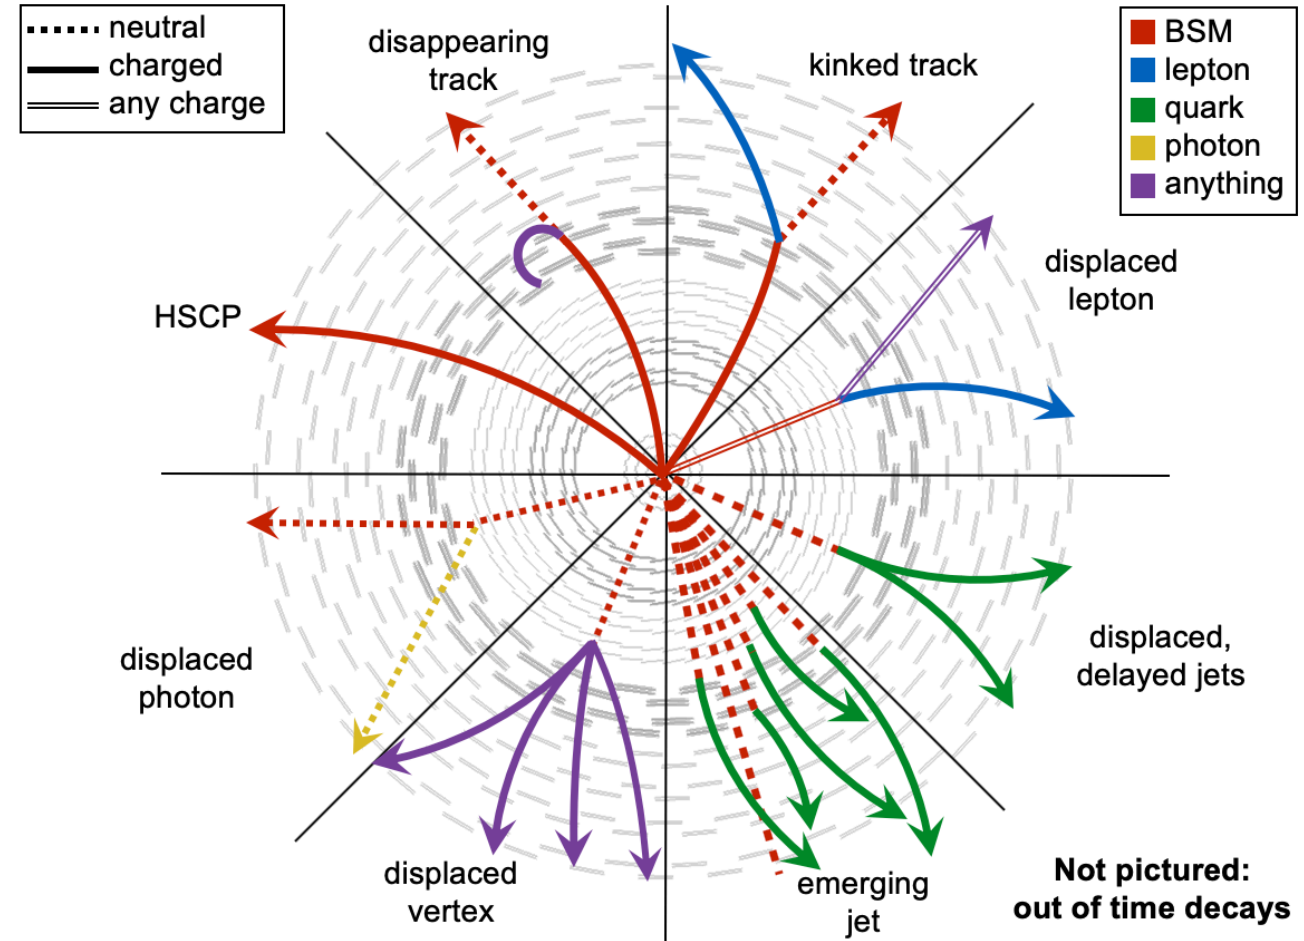 neutral
charged
any charge
disappearing
track
kinked track
BSM
lepton
quark
photon
anything
displaced
lepton
HSCP
displaced
photon
displaced,
delayed jets
displaced
vertex
emerging
jet
Not pictured:
out of time decays